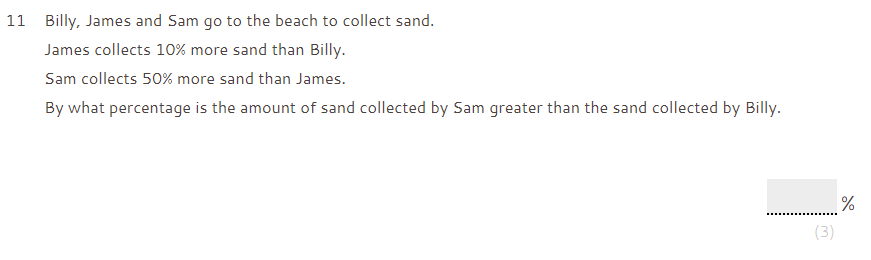 11 Billy, James and Sam go to the beach to collect sand.
James collects 10% more sand than Billy.
Sam collects 50% more sand than James.
By what percentage is the amount of sand collected by Sam greater than the sand collected by Billy.
%
(3)